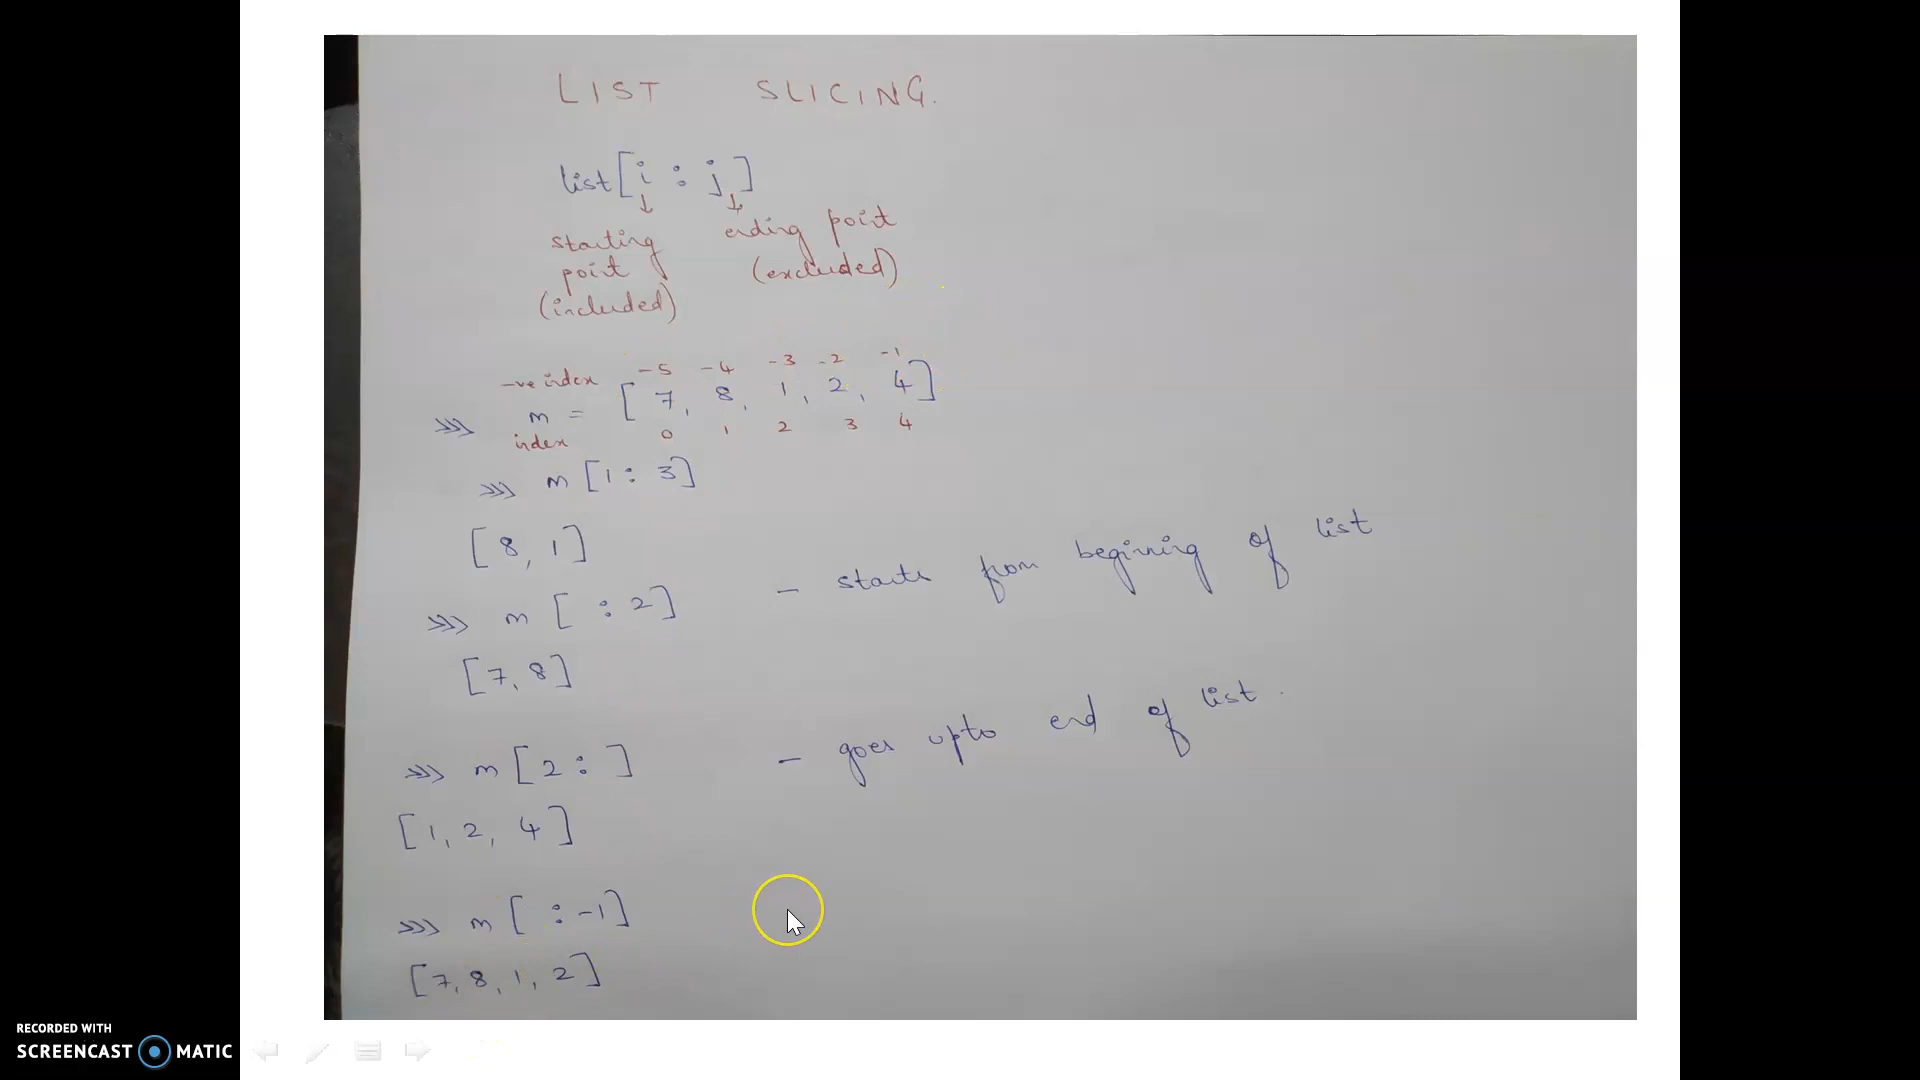 LIST SLICING.
list[i : j]
↓ ↓
starting point (included)
ending point (excluded)
-ve index -5 -4 -3 -2 -1
>>> m = [7, 8, 1, 2, 4]
index 0 1 2 3 4
>>> m [1: 3]
[8, 1]
>>> m [ :2] - starts from beginning of list
[7, 8]
>>> m [2: ] - goes upto end of list.
[1, 2, 4]
>>> m [ :-1]
[7, 8, 1, 2]
RECORDED WITH
SCREENCAST MATIC